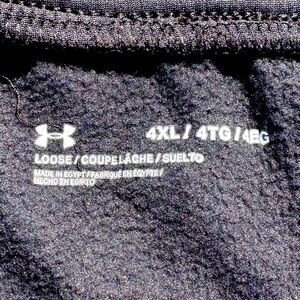 4XL / 4TG / 4EG
LOOSE / COUPE LÂCHE / SUELTO
MADE IN EGYPT / FABRIQUÉ EN ÉGYPTE /
HECHO EN EGIPTO